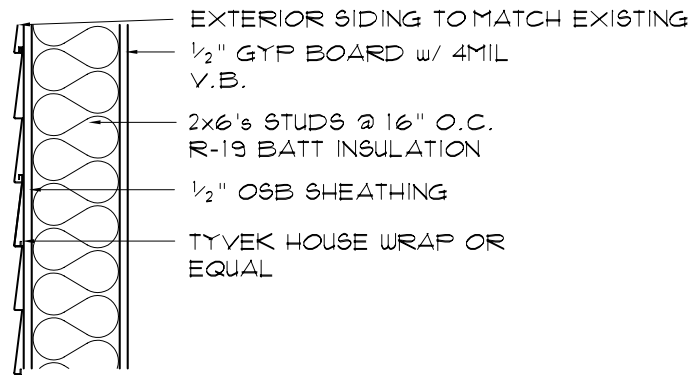 EXTERIOR SIDING TO MATCH EXISTING
1/2" GYP BOARD w/ 4MIL
V.B.
2x6's STUDS @ 16" O.C.
R-19 BATT INSULATION
1/2" OSB SHEATHING
TYVEK HOUSE WRAP OR
EQUAL